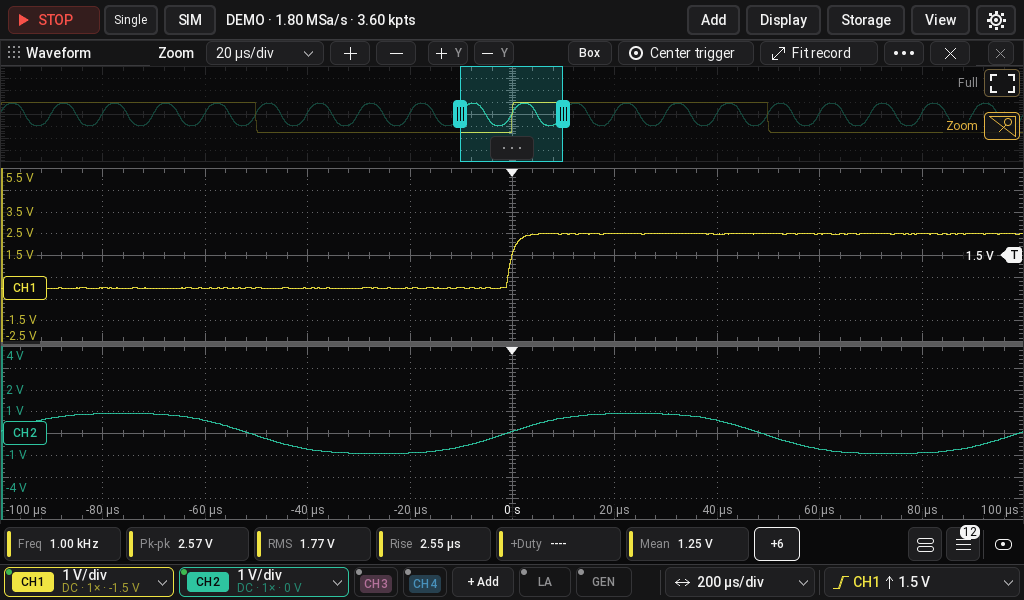 STOP Single SIM DEMO · 1.80 MSa/s · 3.60 kpts Add Display Storage View
Waveform Zoom 20 µs/div + — + Y — Y Box Center trigger Fit record
Full
Zoom
5.5 V
3.5 V
2.5 V
1.5 V 1.5 V T
CH1
-1.5 V
-2.5 V
4 V
2 V
1 V
CH2
-1 V
-4 V
-100 µs -80 µs -60 µs -40 µs -20 µs 0 s 20 µs 40 µs 60 µs 80 µs 100 µs
Freq 1.00 kHz Pk-pk 2.57 V RMS 1.77 V Rise 2.55 µs +Duty ---- Mean 1.25 V +6 12
CH1 1 V/div DC · 1× · -1.5 V CH2 1 V/div DC · 1× · 0 V CH3 CH4 + Add LA GEN 200 µs/div CH1 ↑ 1.5 V